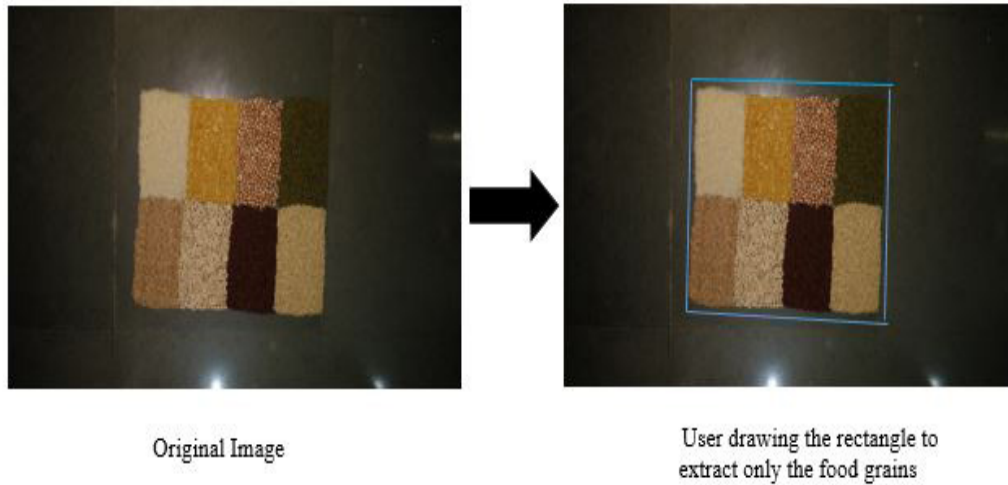 Original Image
User drawing the rectangle to
extract only the food grains